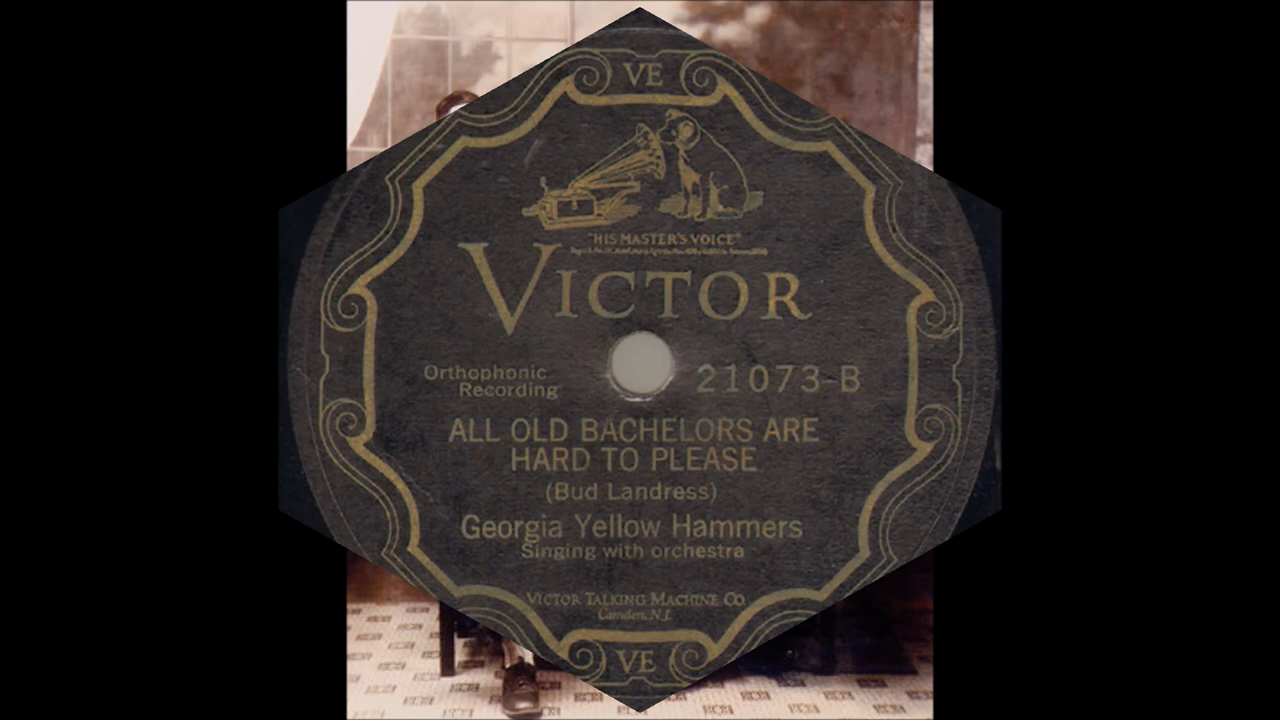 VE
"HIS MASTER'S VOICE"
VICTOR
Orthophonic
Recording
21073-B
ALL OLD BACHELORS ARE
HARD TO PLEASE
(Bud Landress)
Georgia Yellow Hammers
Singing with orchestra
VICTOR TALKING MACHINE CO.
Camden, N.J.
VE